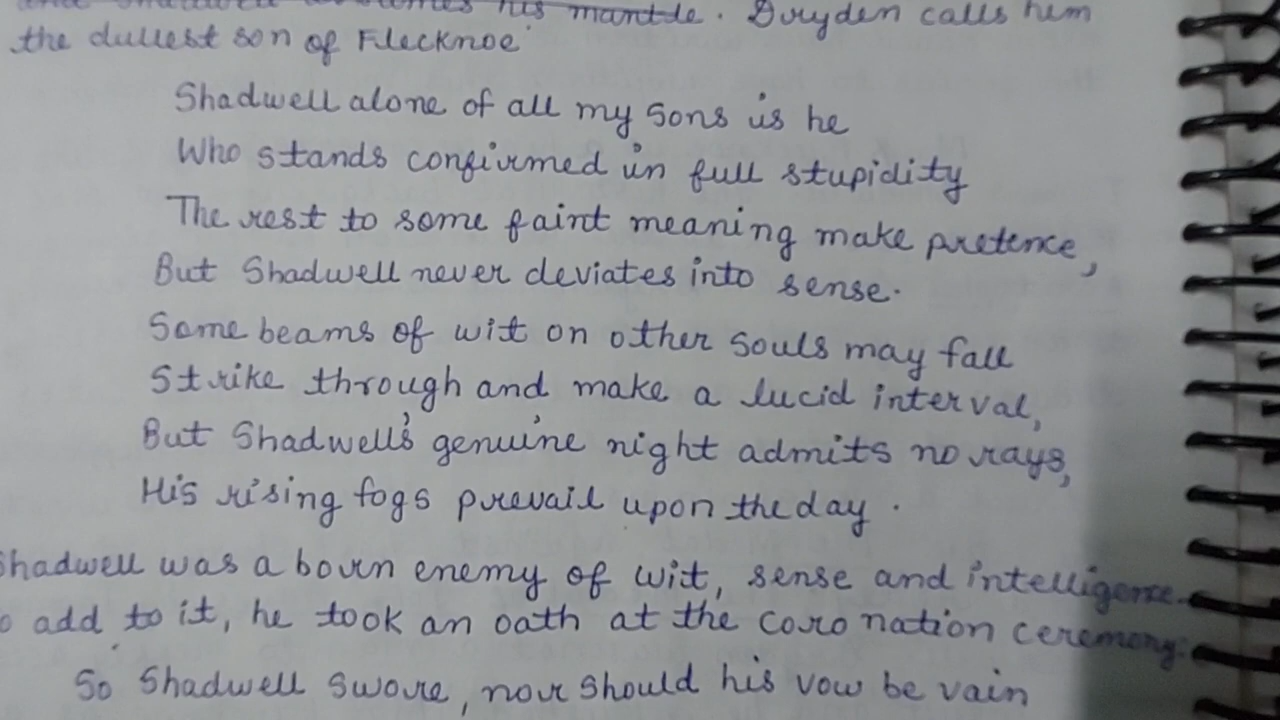 his mantle. Dryden calls him
the dullest son of Flecknoe
Shadwell alone of all my sons is he
Who stands confirmed in full stupidity
The rest to some faint meaning make pretence,
But Shadwell never deviates into sense.
Some beams of wit on other souls may fall
Strike through and make a lucid interval,
But Shadwell's genuine night admits no rays,
His rising fogs prevail upon the day.
Shadwell was a born enemy of wit, sense and intelligence.
o add to it, he took an oath at the coronation ceremony:
So Shadwell swore, nor should his vow be vain